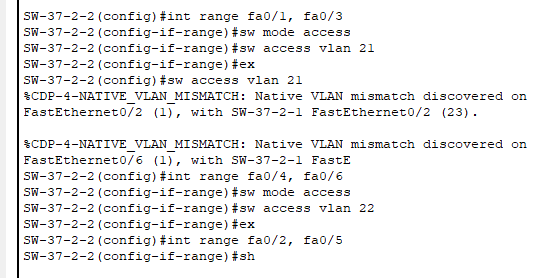 SW-37-2-2(config)#int range fa0/1, fa0/3
SW-37-2-2(config-if-range)#sw mode access
SW-37-2-2(config-if-range)#sw access vlan 21
SW-37-2-2(config-if-range)#ex
SW-37-2-2(config)#sw access vlan 21
%CDP-4-NATIVE_VLAN_MISMATCH: Native VLAN mismatch discovered on
FastEthernet0/2 (1), with SW-37-2-1 FastEthernet0/2 (23).
%CDP-4-NATIVE_VLAN_MISMATCH: Native VLAN mismatch discovered on
FastEthernet0/6 (1), with SW-37-2-1 FastE
SW-37-2-2(config)#int range fa0/4, fa0/6
SW-37-2-2(config-if-range)#sw mode access
SW-37-2-2(config-if-range)#sw access vlan 22
SW-37-2-2(config-if-range)#ex
SW-37-2-2(config)#int range fa0/2, fa0/5
SW-37-2-2(config-if-range)#sh